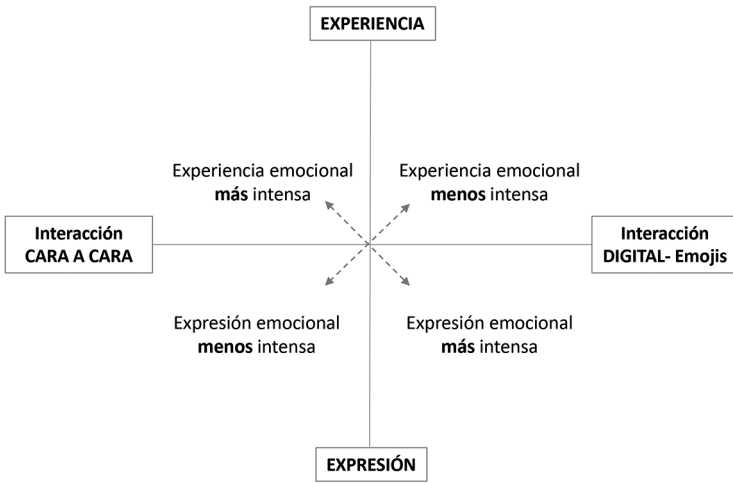 EXPERIENCIA
Experiencia emocional
más intensa
Experiencia emocional
menos intensa
Interacción
CARA A CARA
Interacción
DIGITAL- Emojis
Expresión emocional
menos intensa
Expresión emocional
más intensa
EXPRESIÓN